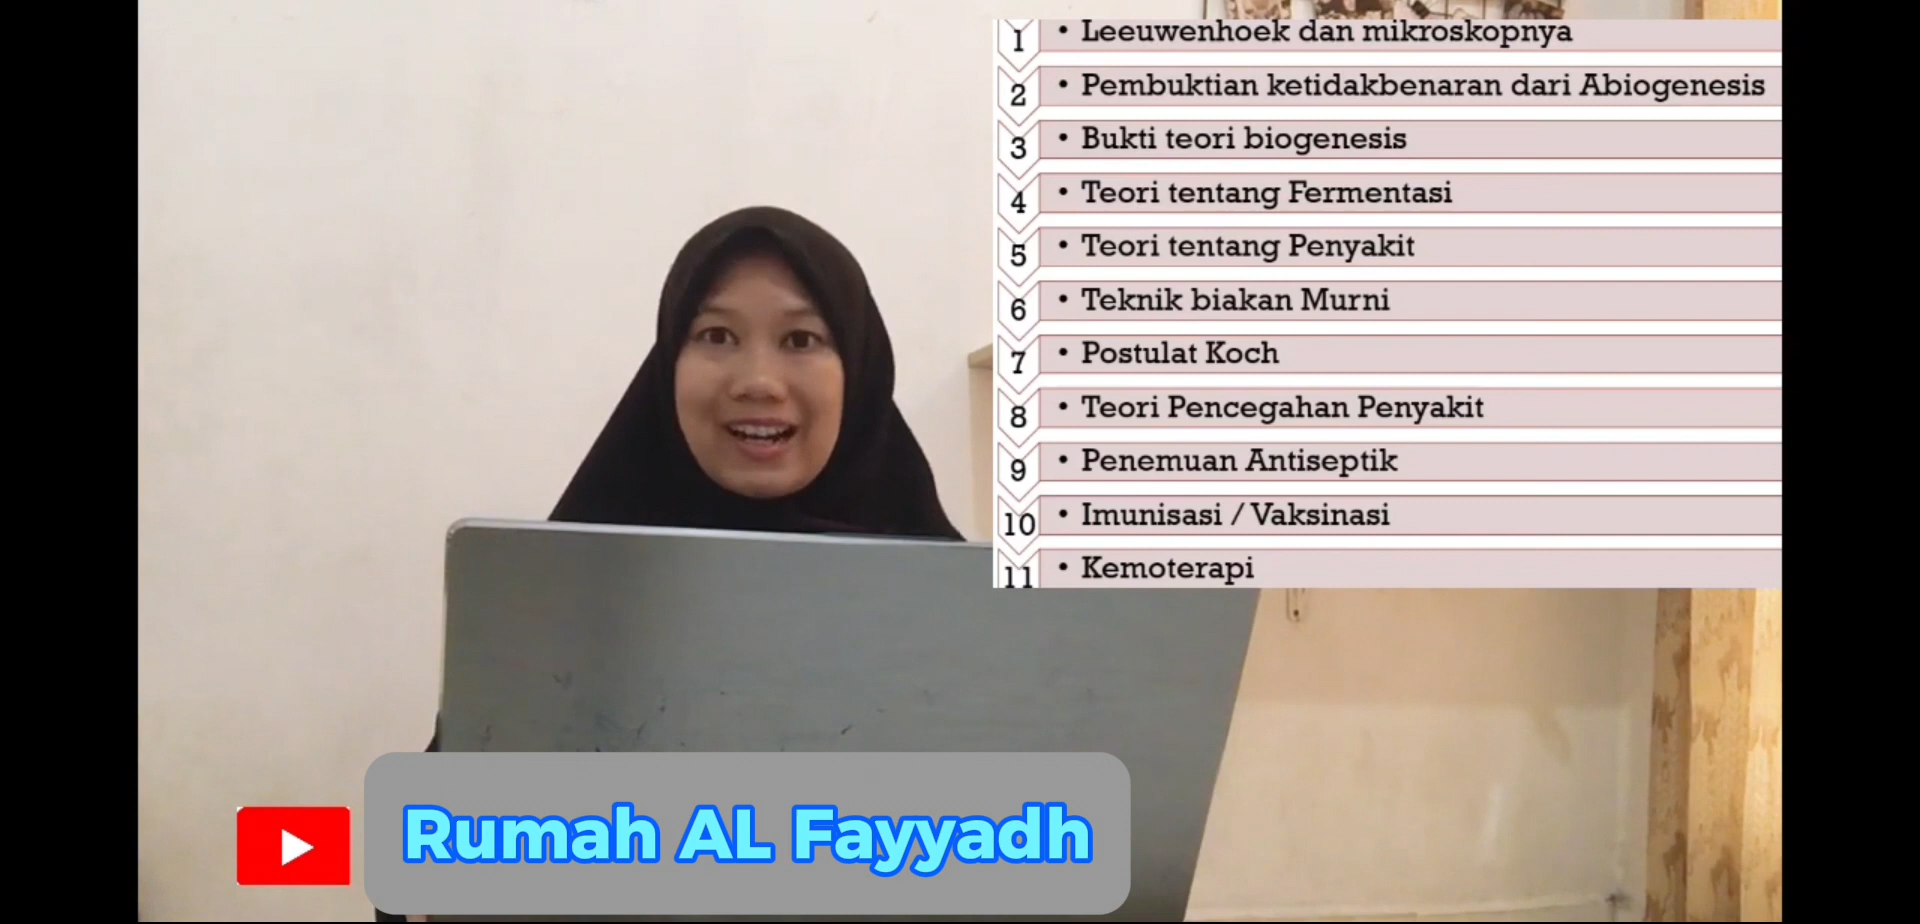 1 • Leeuwenhoek dan mikroskopnya
2 • Pembuktian ketidakbenaran dari Abiogenesis
3 • Bukti teori biogenesis
4 • Teori tentang Fermentasi
5 • Teori tentang Penyakit
6 • Teknik biakan Murni
7 • Postulat Koch
8 • Teori Pencegahan Penyakit
9 • Penemuan Antiseptik
10 • Imunisasi / Vaksinasi
11 • Kemoterapi
Rumah AL Fayyadh